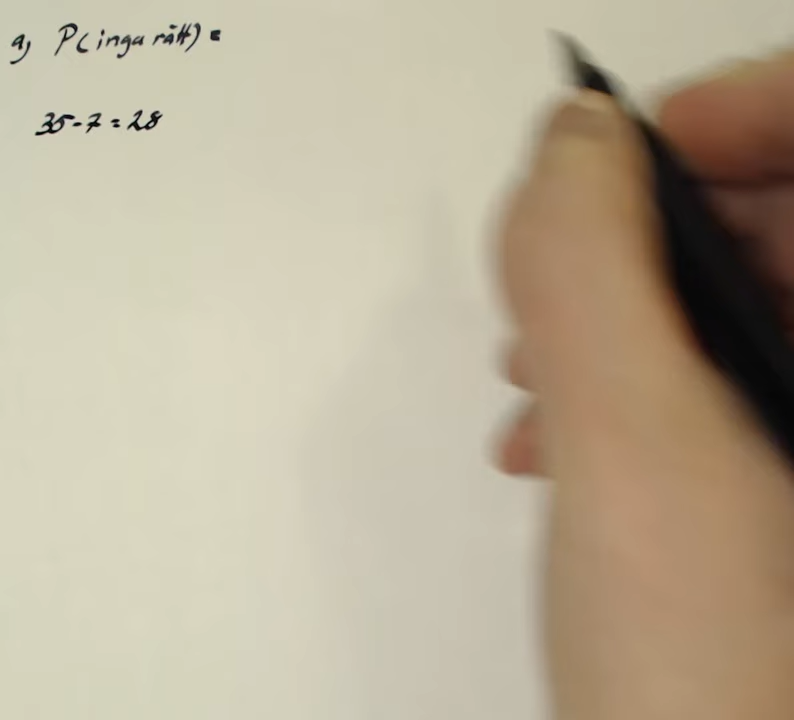 a) P(inga rätt) =
35-7=28